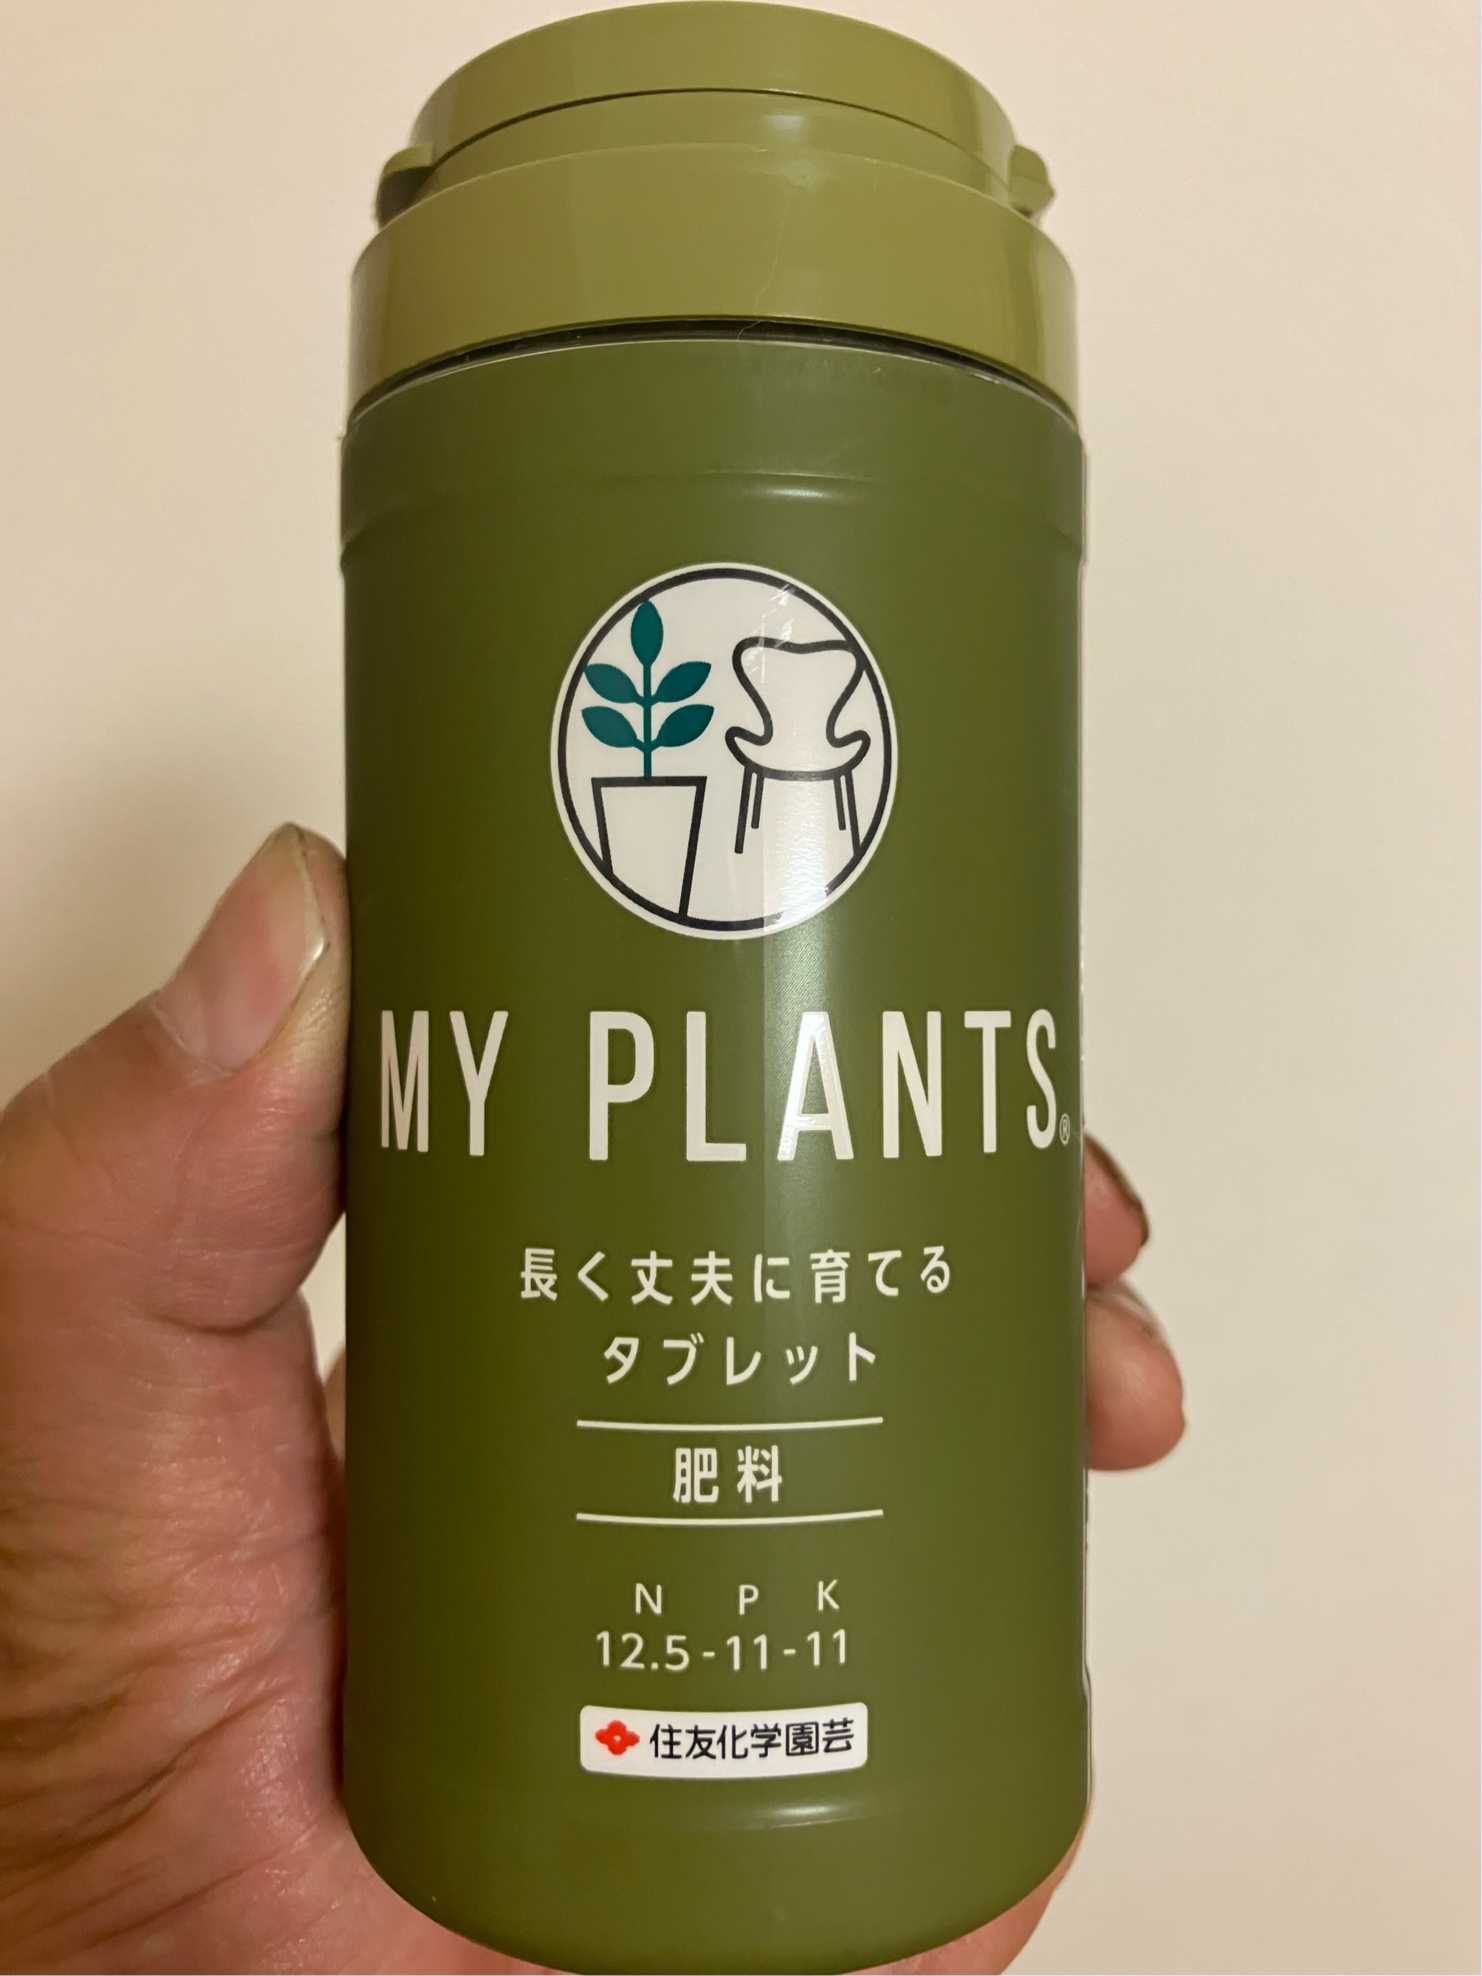 MY PLANTS®
長く丈夫に育てる
タブレット
肥料
N P K
12.5-11-11
住友化学園芸